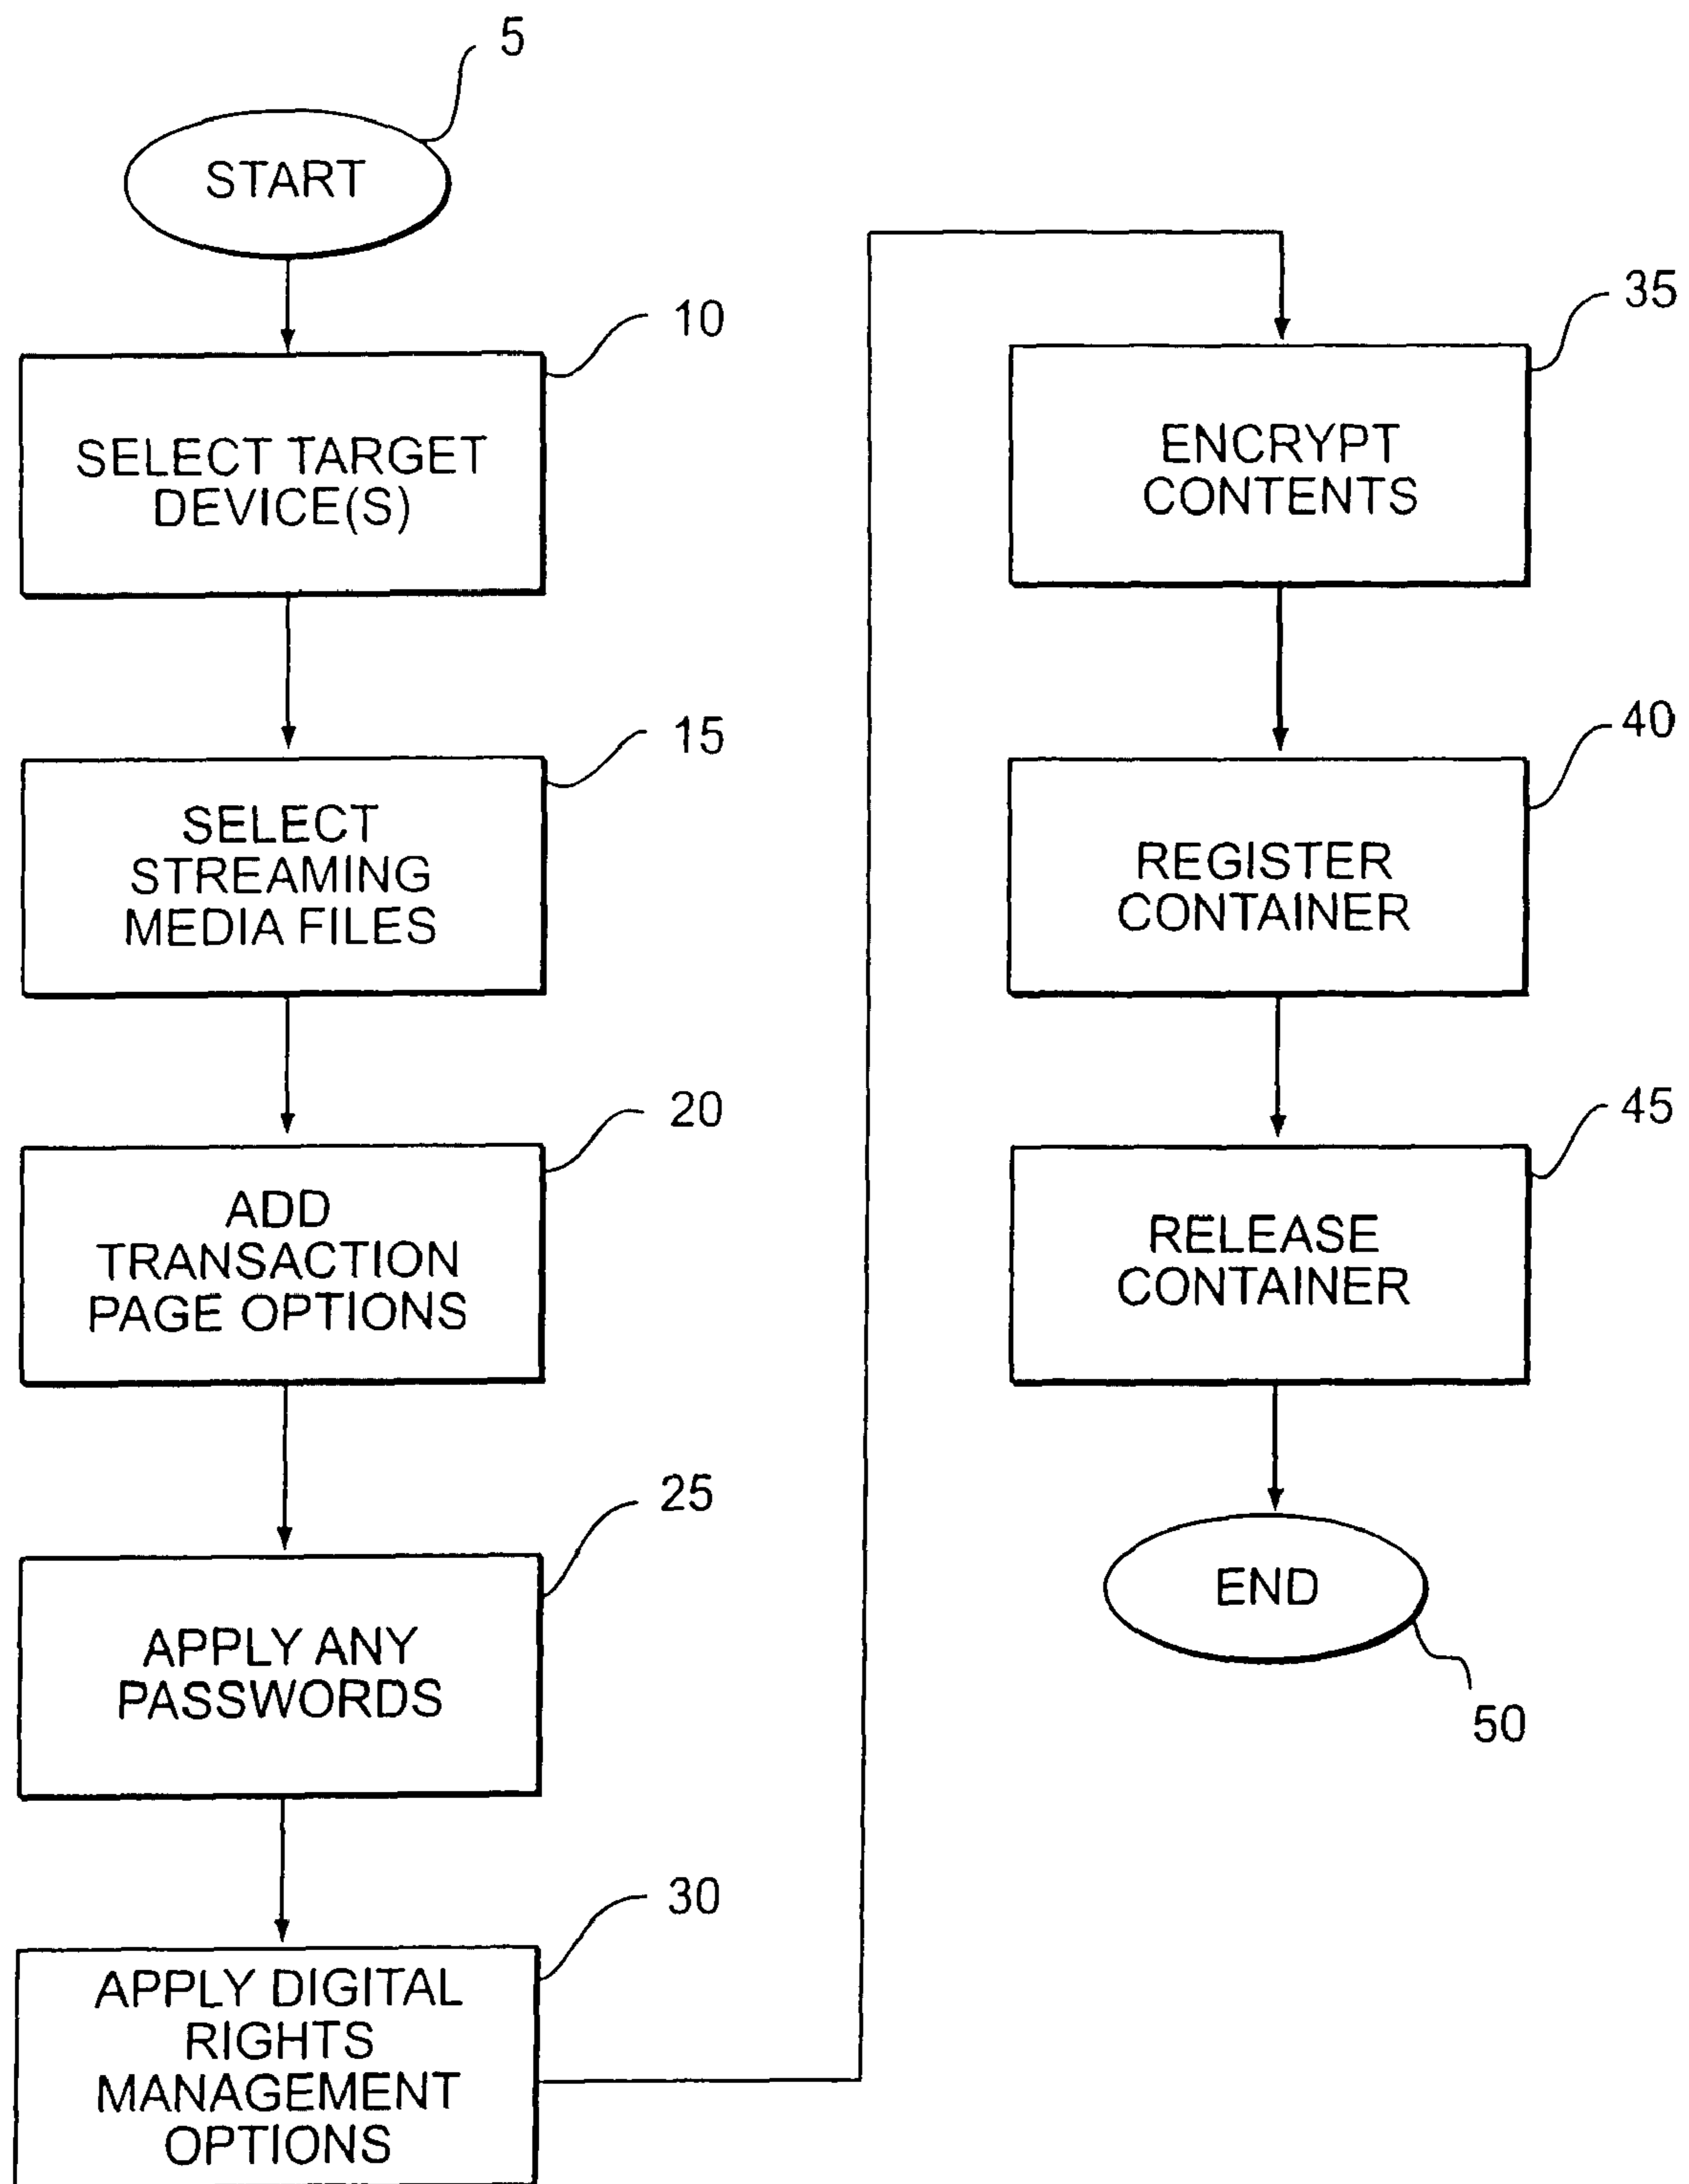 5
START
10
SELECT TARGET
DEVICE(S)
15
SELECT
STREAMING
MEDIA FILES
20
ADD
TRANSACTION
PAGE OPTIONS
25
APPLY ANY
PASSWORDS
30
APPLY DIGITAL
RIGHTS
MANAGEMENT
OPTIONS
35
ENCRYPT
CONTENTS
40
REGISTER
CONTAINER
45
RELEASE
CONTAINER
END
50